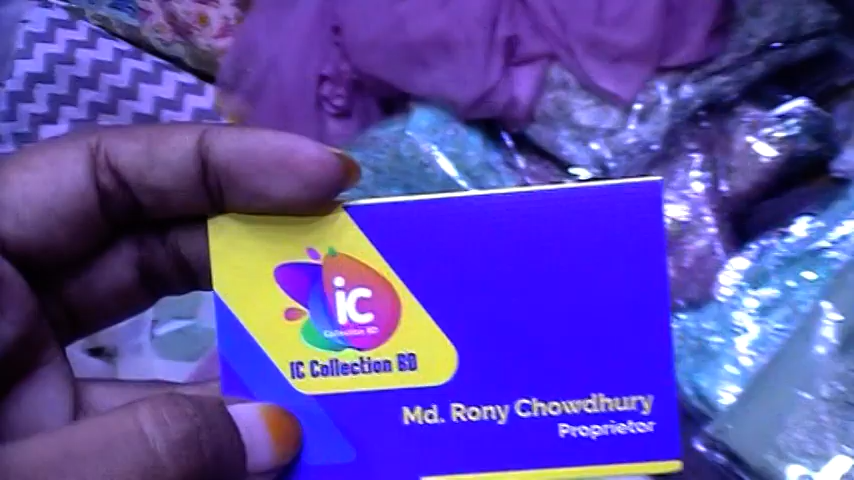 iC
Collection BD
IC Collection BD
Md. Rony Chowdhury
Proprietor